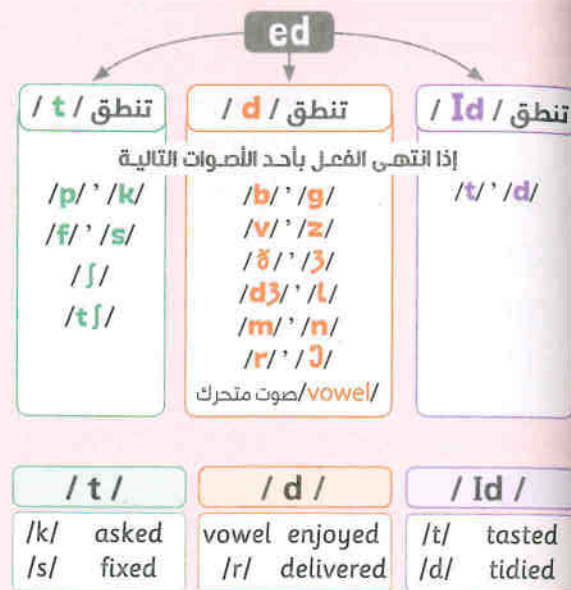 ed
تنطق / t /
تنطق / d /
تنطق / Id /
إذا انتهى الفعل بأحد الأصوات التالية
/p/ ' /k/
/f/ ' /s/
/ʃ/
/tʃ/
/b/ ' /g/
/v/ ' /z/
/ð/ ' /ʒ/
/dʒ/ ' /l/
/m/ ' /n/
/r/ ' /
/vowel/صوت متحرك
/t/ ' /d/
/ t /
/k/ asked
/s/ fixed
/ d /
vowel enjoyed
/r/ delivered
/ Id /
/t/ tasted
/d/ tidied